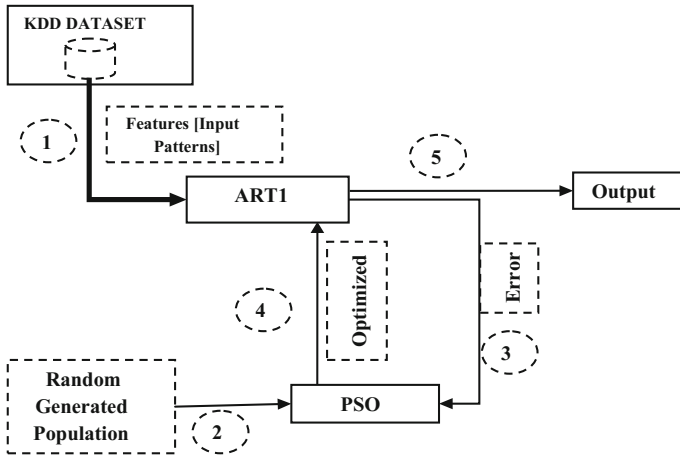 KDD DATASET
1
Features [Input
Patterns]
5
ART1
Output
4
Optimized
Error
3
Random
Generated
Population
2
PSO